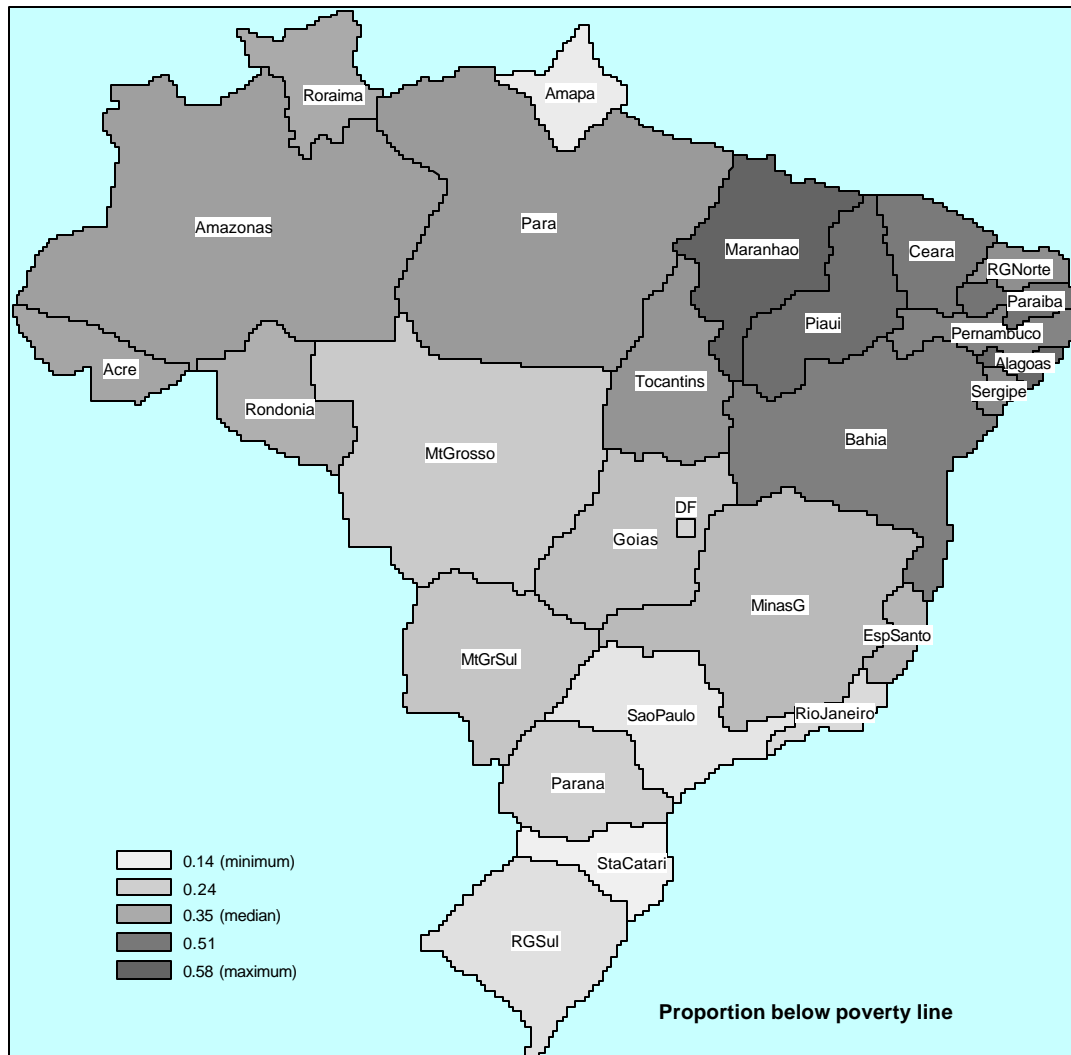 Amapa
Roraima
Amazonas
Para
Maranhao
Ceara
RGNorte
Paraiba
Piaui
Pernambuco
Alagoas
Acre
Tocantins
Sergipe
Rondonia
Bahia
MtGrosso
DF
Goias
MinasG
EspSanto
MtGrSul
SaoPaulo
RioJaneiro
Parana
StaCatari
RGSul
0.14 (minimum)
0.24
0.35 (median)
0.51
0.58 (maximum)
Proportion below poverty line